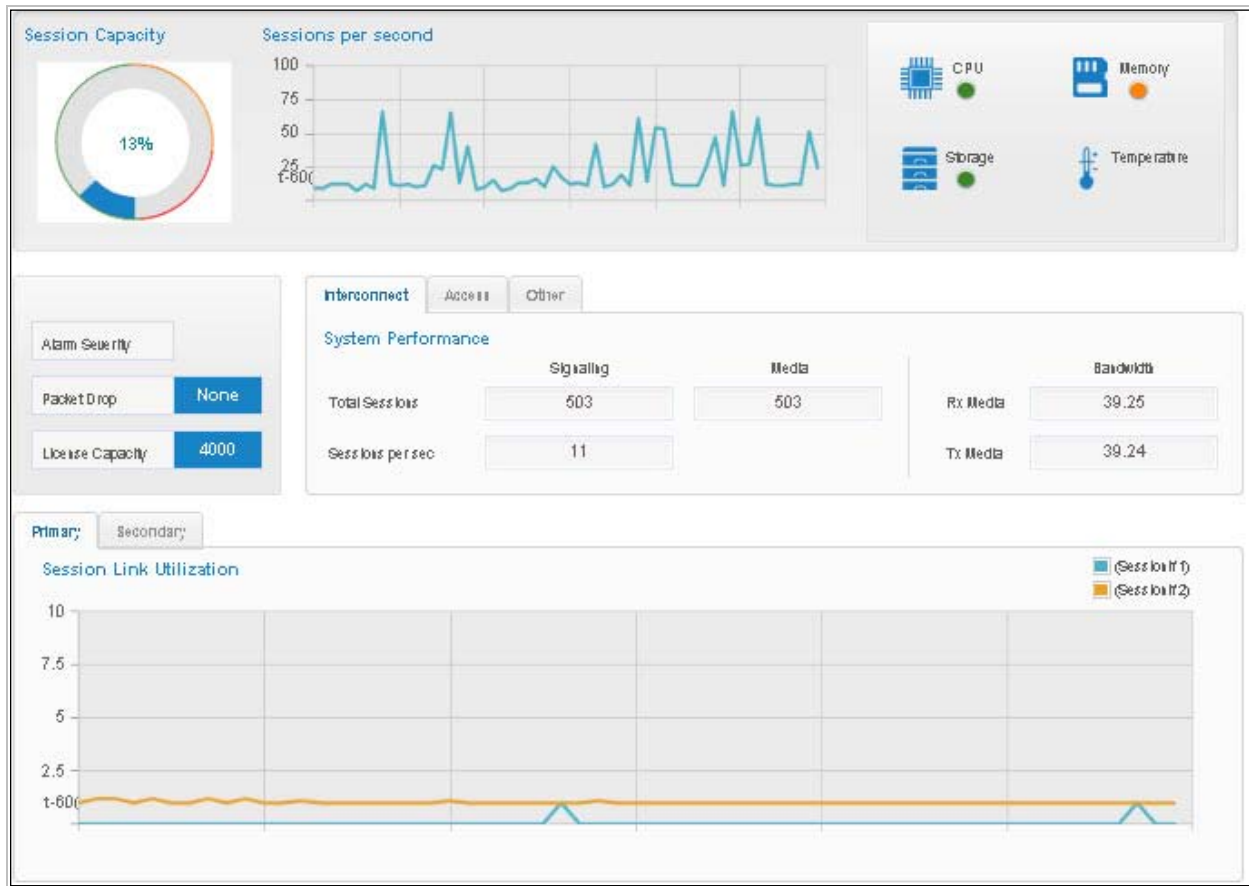 Session Capacity
13%
Sessions per second
100
75
50
25
t-60(
CPU
Memory
Storage
Temperature
Alarm Severity
Packet Drop None
License Capacity 4000
Interconnect Access Other
System Performance
Signaling Media Bandwidth
Total Sessions 503 503 Rx Media 39.25
Sessions per sec 11 Tx Media 39.24
Primary Secondary
Session Link Utilization
(Session If 1)
(Session If 2)
10
7.5
5
2.5
t-60(